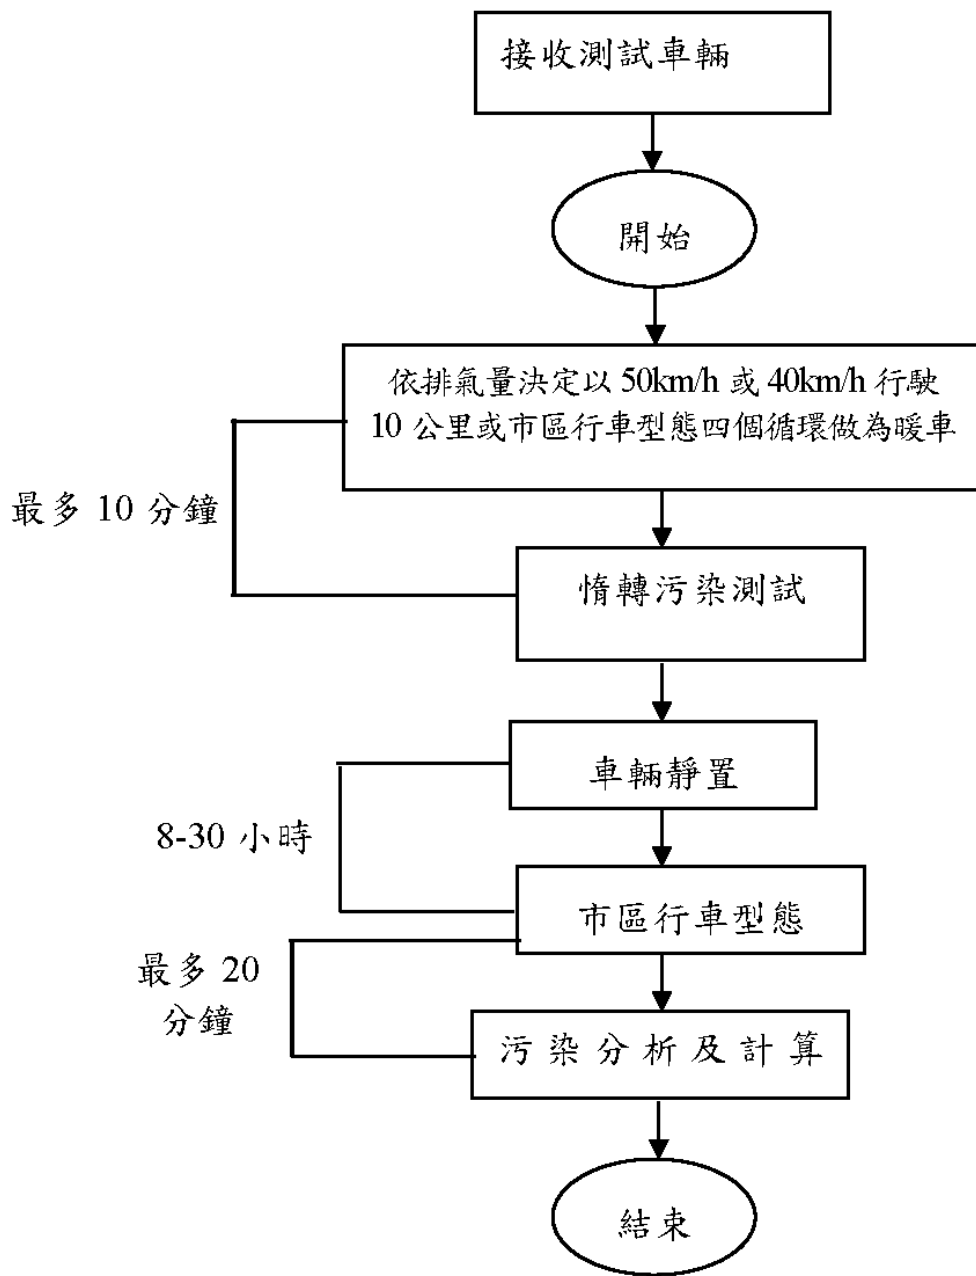 接收測試車輛
開始
依排氣量決定以 50km/h 或 40km/h 行駛
10 公里或市區行車型態四個循環做為暖車
最多 10 分鐘
惰轉污染測試
車輛靜置
8-30 小時
市區行車型態
最多 20
分鐘
污染分析及計算
結束